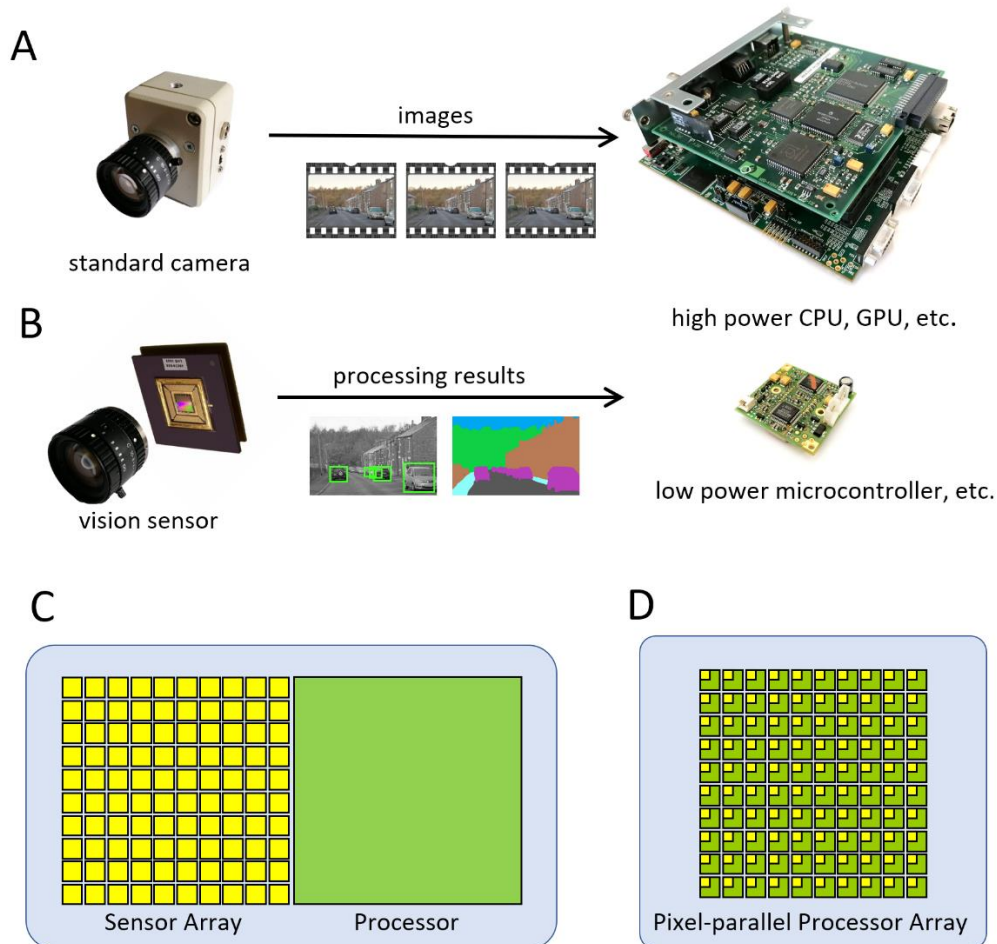 A
images
standard camera
high power CPU, GPU, etc.
B
processing results
vision sensor
low power microcontroller, etc.
C
Sensor Array
Processor
D
Pixel-parallel Processor Array